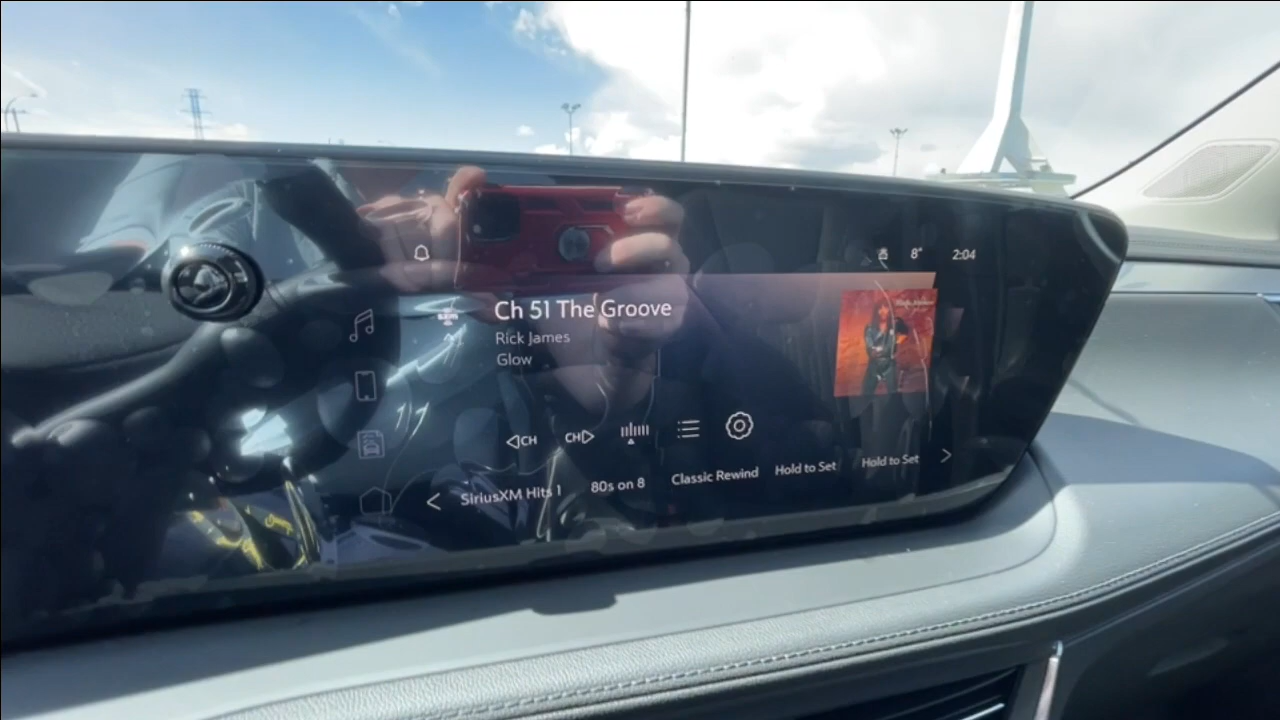 8° 2:04
Ch 51 The Groove
Rick James
Glow
CH CH
SiriusXM Hits 1 80s on 8 Classic Rewind Hold to Set Hold to Set